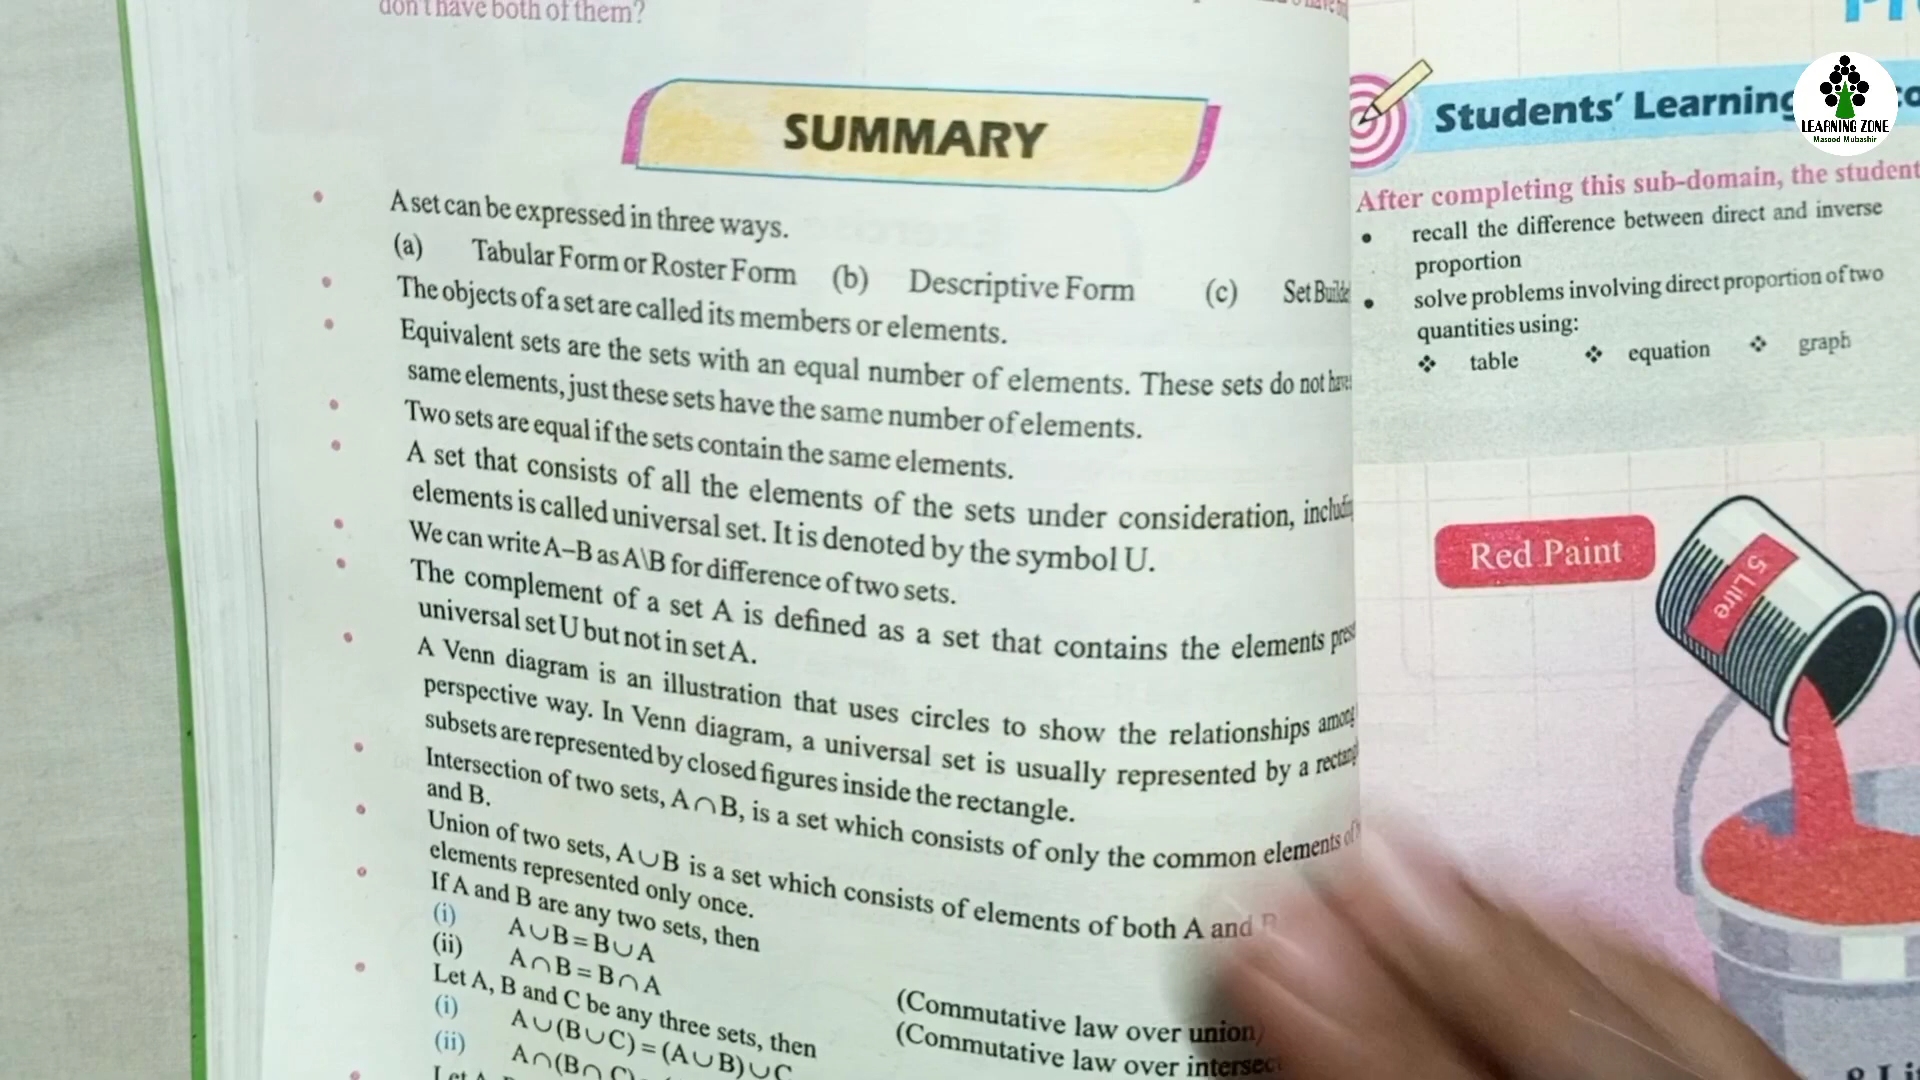 don't have both of them?
SUMMARY
A set can be expressed in three ways.
(a) Tabular Form or Roster Form (b) Descriptive Form (c) Set
The objects of a set are called its members or elements.
Equivalent sets are the sets with an equal number of elements. These sets do not
same elements, just these sets have the same number of elements.
Two sets are equal if the sets contain the same elements.
A set that consists of all the elements of the sets under consideration,
elements is called universal set. It is denoted by the symbol U.
We can write A–B as A\B for difference of two sets.
The complement of a set A is defined as a set that contains the elements
universal set U but not in set A.
A Venn diagram is an illustration that uses circles to show the relationships
perspective way. In Venn diagram, a universal set is usually represented by a
subsets are represented by closed figures inside the rectangle.
Intersection of two sets, A∩B, is a set which consists of only the common elements
and B.
Union of two sets, A∪B is a set which consists of elements of both A and
elements represented only once.
If A and B are any two sets, then
(i) A∪B=B∪A (Commutative law over union)
(ii) A∩B=B∩A (Commutative law over
Let A, B and C be any three sets, then
(i) A∪(B∪C)=(A∪B)∪C
(ii) A∩(B∩C)
Let
Students' Learning
LEARNING ZONE
Masood Mubashir
After completing this sub-domain, the student
• recall the difference between direct and inverse
proportion
• solve problems involving direct proportion of two
quantities using:
❖ table ❖ equation ❖ graph
Red Paint
5 Litre